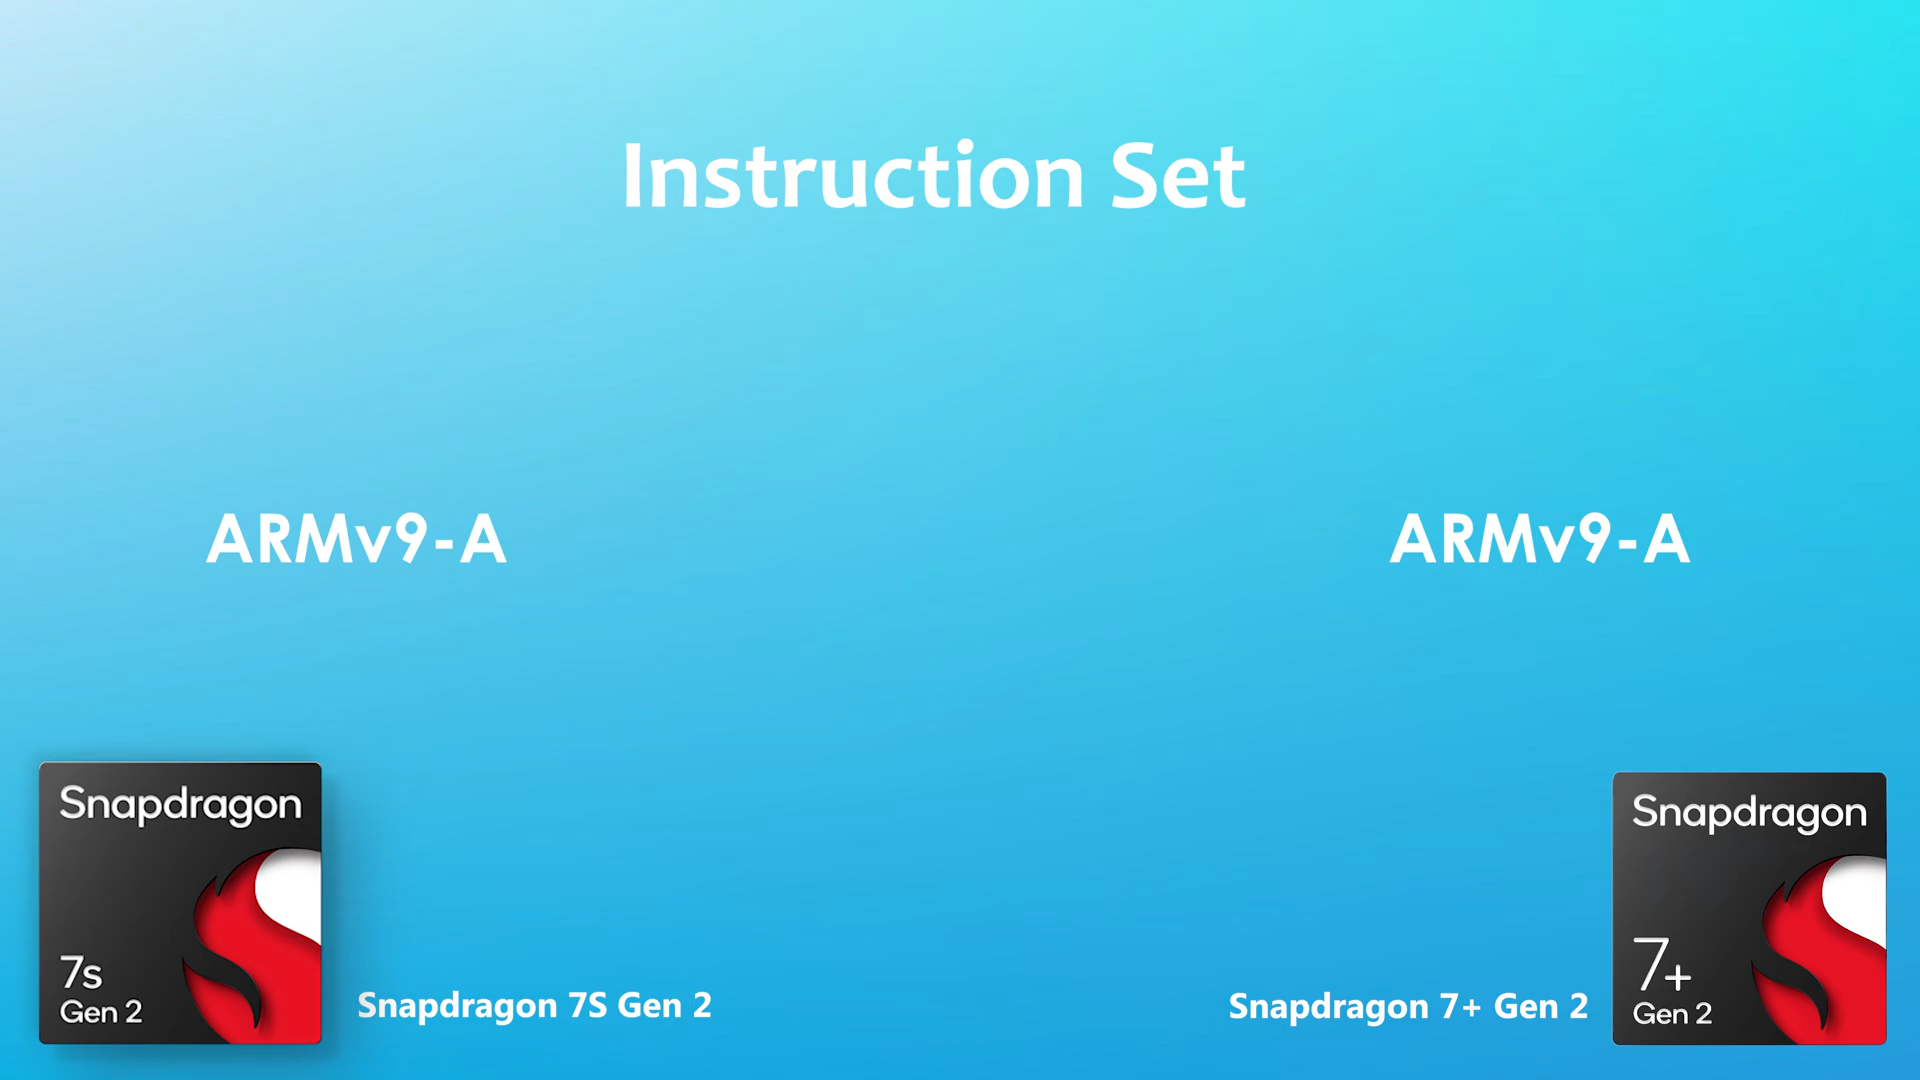 Instruction Set
ARMv9-A
ARMv9-A
Snapdragon
7s
Gen 2
Snapdragon 7S Gen 2
Snapdragon 7+ Gen 2
Snapdragon
7+
Gen 2